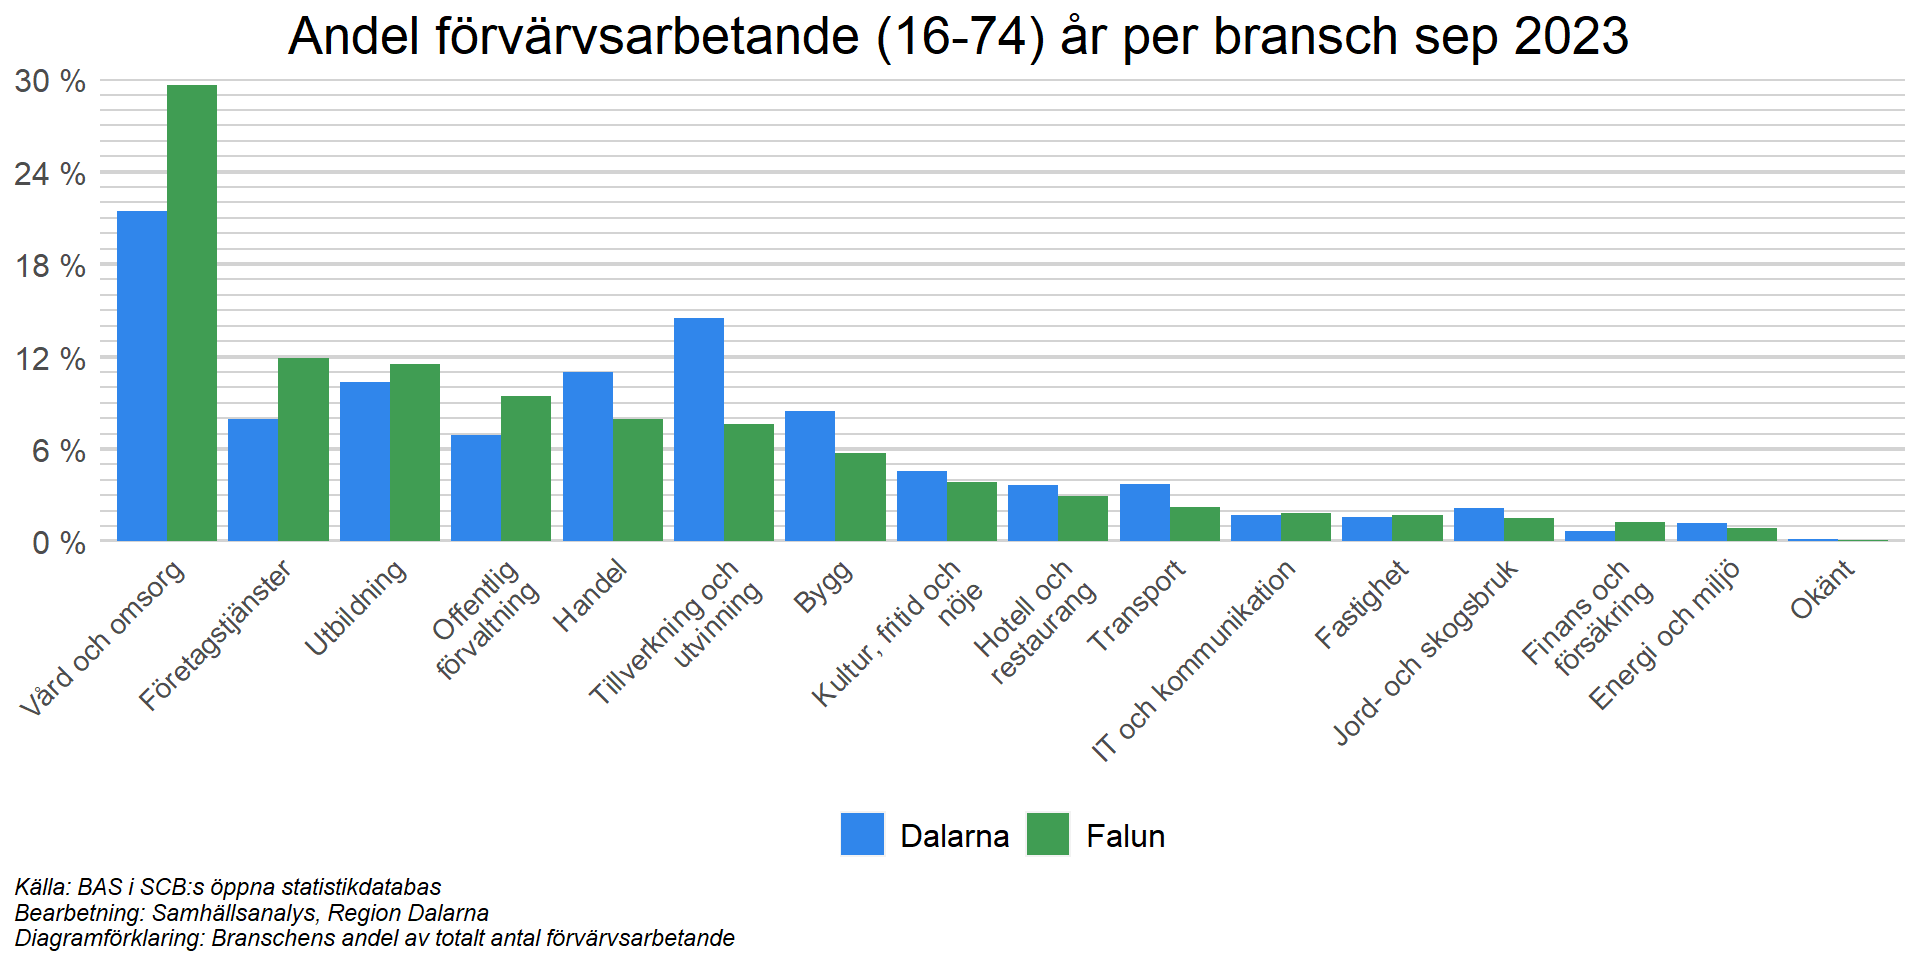 Andel förvärvsarbetande (16-74) år per bransch sep 2023
30 %
24 %
18 %
12 %
6 %
0 %
Vård och omsorg
Företagstjänster
Utbildning
Offentlig
förvaltning
Handel
Tillverkning och
utvinning
Bygg
Kultur, fritid och
nöje
Hotell och
restaurang
Transport
IT och kommunikation
Fastighet
Jord- och skogsbruk
Finans och
försäkring
Energi och miljö
Okänt
Dalarna
Falun
Källa: BAS i SCB:s öppna statistikdatabas
Bearbetning: Samhällsanalys, Region Dalarna
Diagramförklaring: Branschens andel av totalt antal förvärvsarbetande